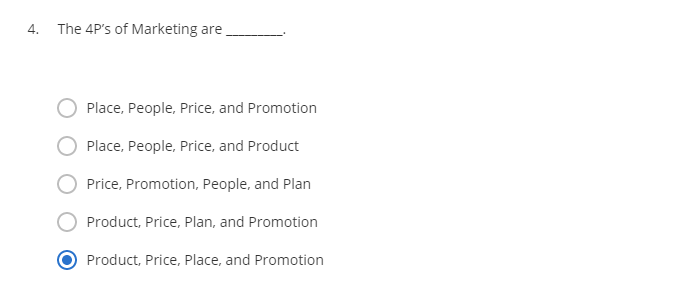 4. The 4P's of Marketing are _________.
Place, People, Price, and Promotion
Place, People, Price, and Product
Price, Promotion, People, and Plan
Product, Price, Plan, and Promotion
Product, Price, Place, and Promotion